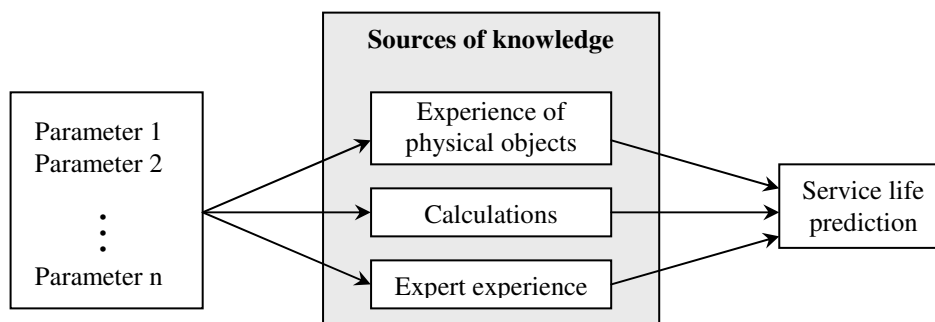 Sources of knowledge
Parameter 1
Parameter 2
Parameter n
Experience of
physical objects
Calculations
Expert experience
Service life
prediction